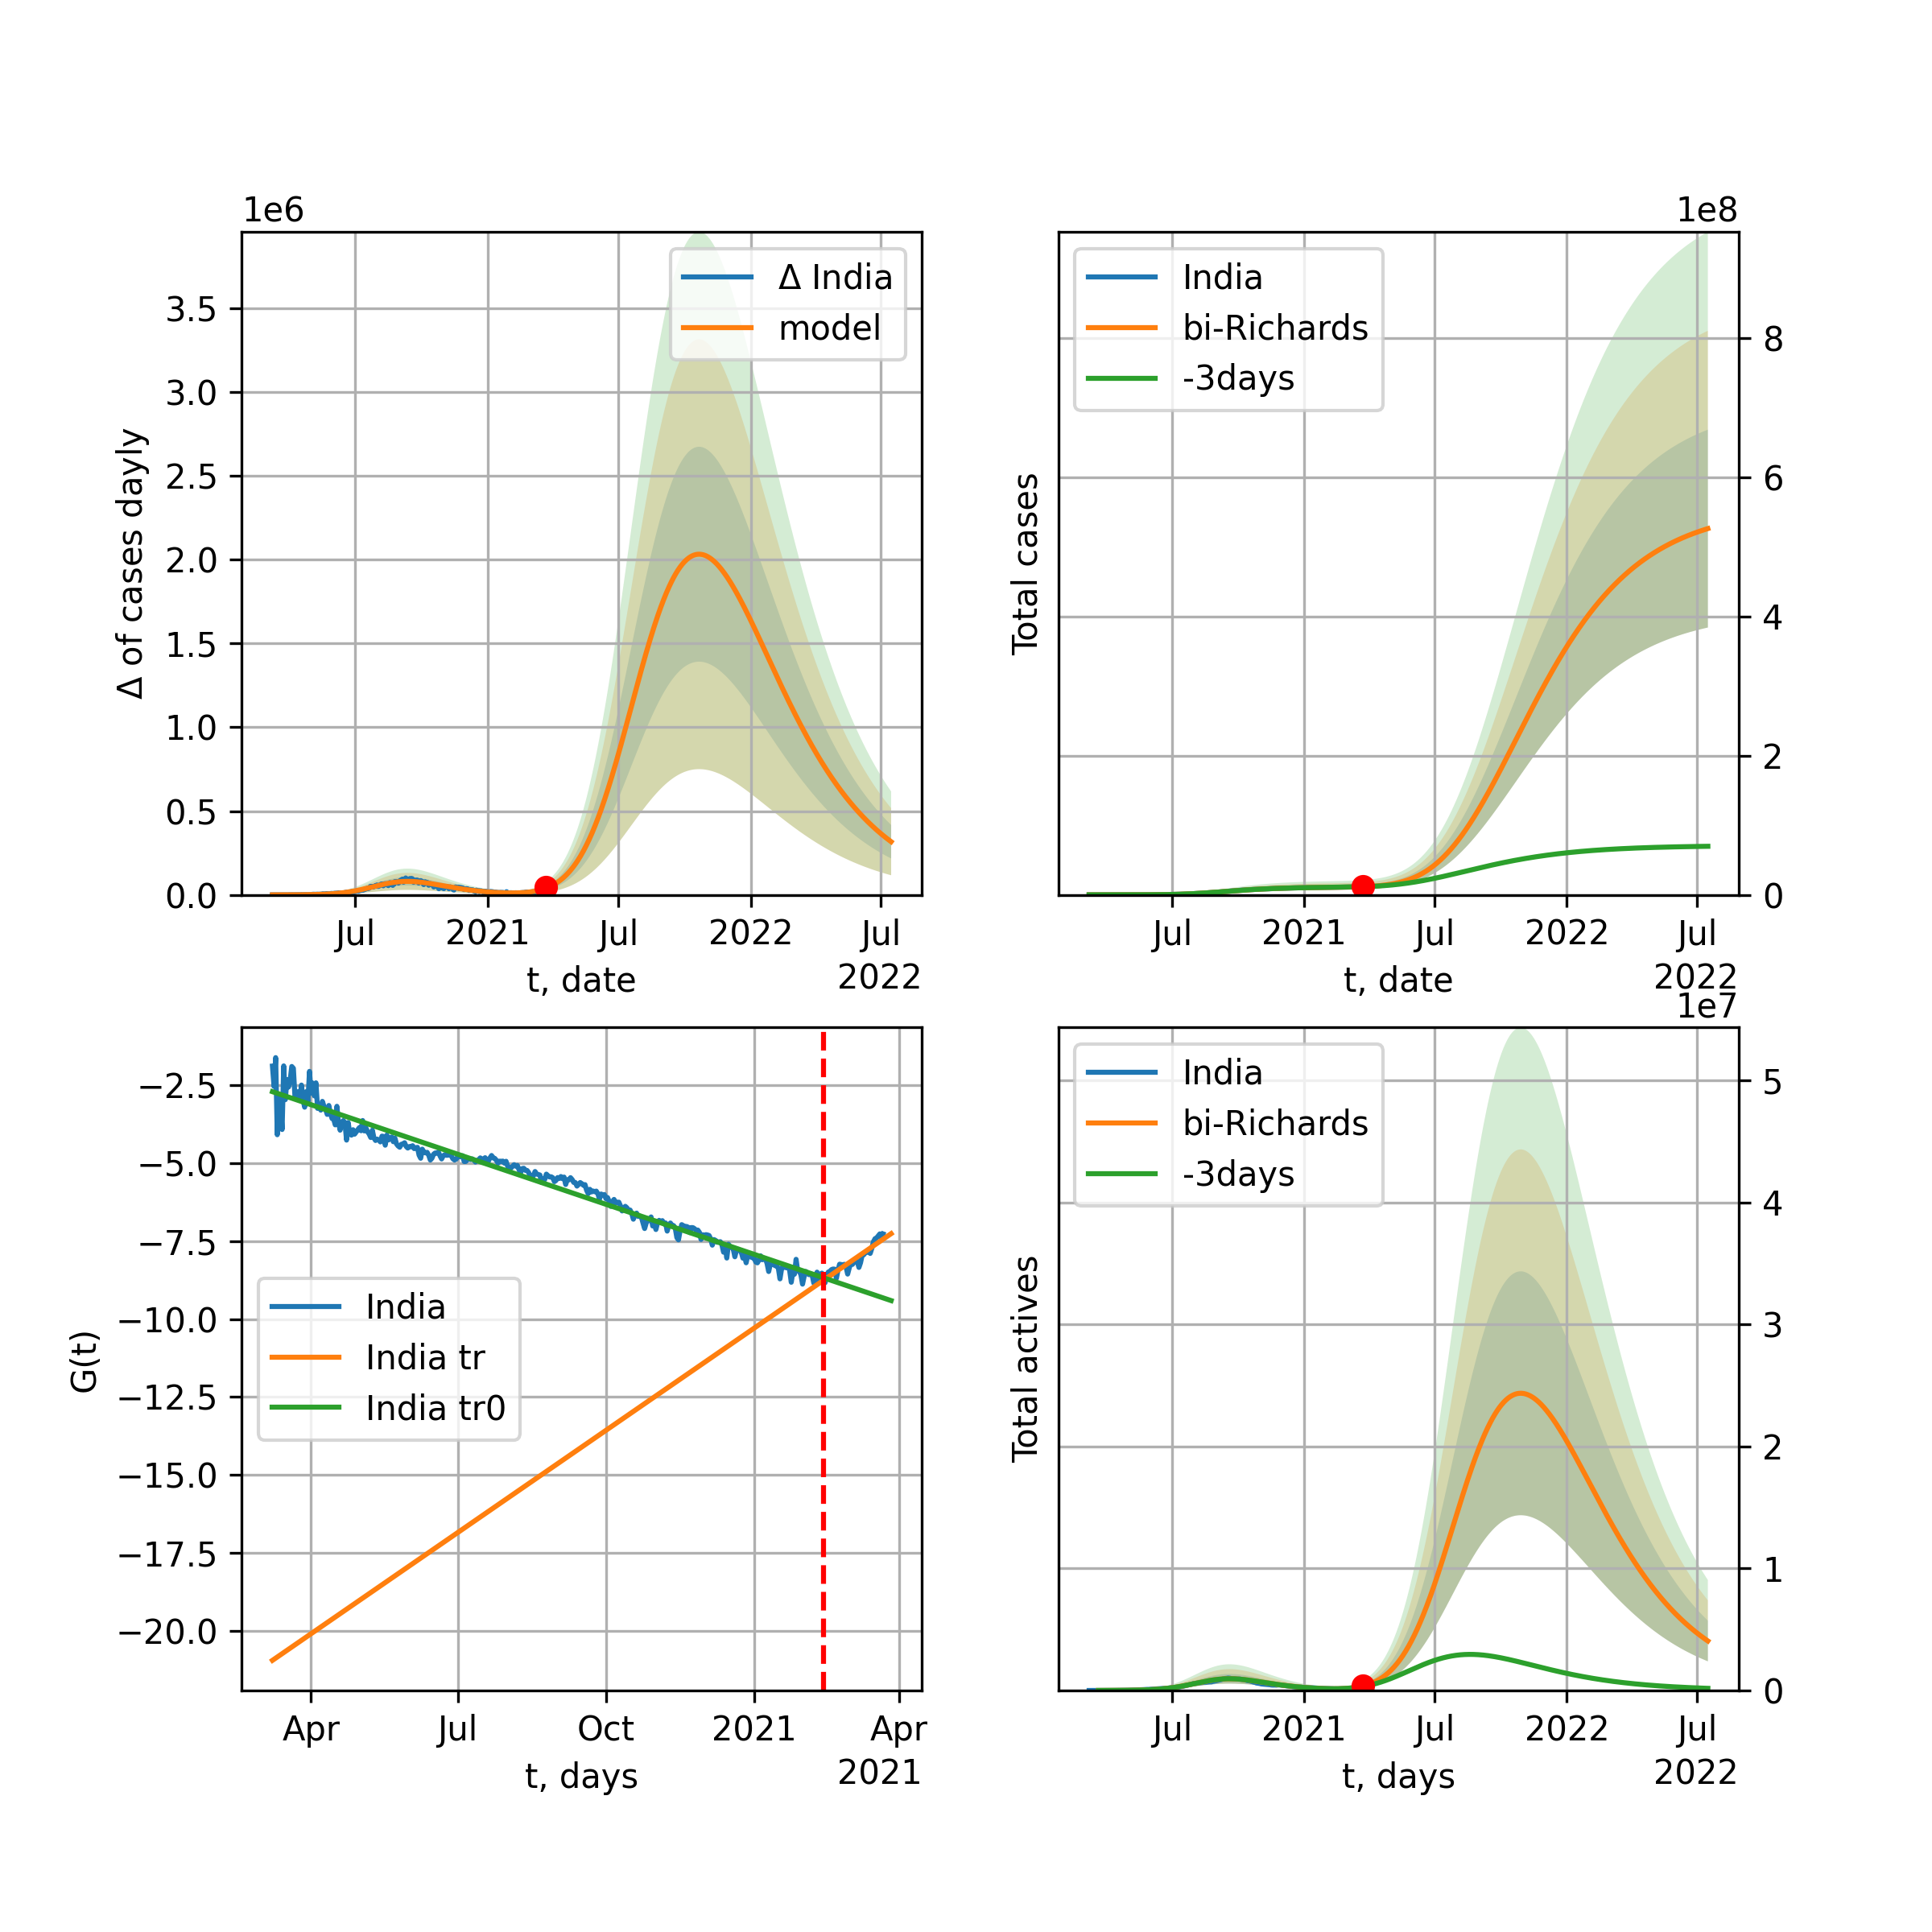 1e6
Δ of cases dayly
3.5
3.0
2.5
2.0
1.5
1.0
0.5
0.0
Δ India
model
Jul 2021 Jul 2022 Jul
2022
t, date
1e8
Total cases
India
bi-Richards
-3days
8
6
4
2
0
Jul 2021 Jul 2022 Jul
2022
t, date
G(t)
−2.5
−5.0
−7.5
−10.0
−12.5
−15.0
−17.5
−20.0
India
India tr
India tr0
Apr Jul Oct 2021 Apr
2021
t, days
1e7
Total actives
India
bi-Richards
-3days
5
4
3
2
1
0
Jul 2021 Jul 2022 Jul
2022
t, days